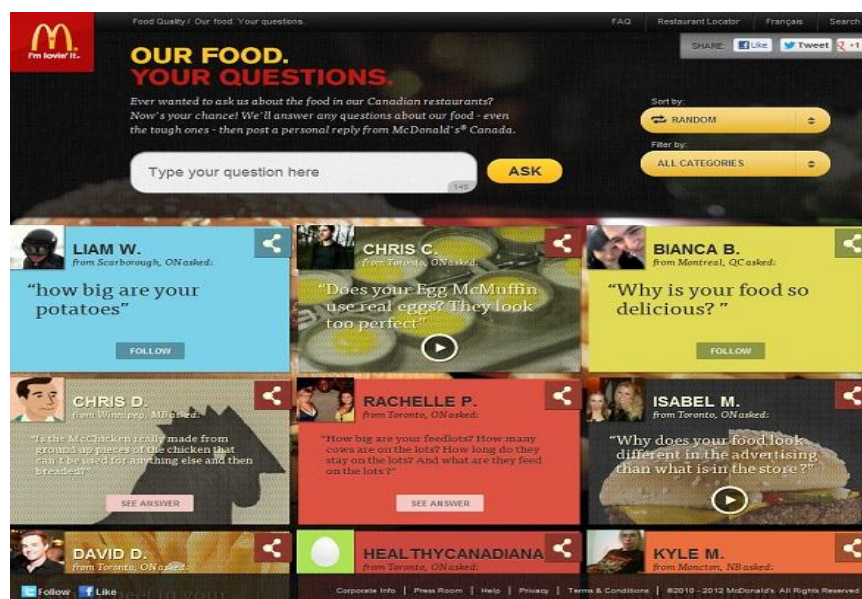 Food Quality / Our food. Your questions.
FAQ Restaurant Locator Français Search
M
i'm lovin' it.
SHARE: Like Tweet +1
OUR FOOD.
YOUR QUESTIONS.
Ever wanted to ask us about the food in our Canadian restaurants?
Now's your chance! We'll answer any questions about our food - even
the tough ones - then post a personal reply from McDonald's® Canada.
Sort by:
RANDOM
Filter by:
ALL CATEGORIES
Type your question here
140
ASK
LIAM W.
from Scarborough, ON asked:
"how big are your
potatoes"
FOLLOW
CHRIS C.
from Toronto, ON asked:
"Does your Egg McMuffin
use real eggs? They look
too perfect"
BIANCA B.
from Montreal, QC asked:
"Why is your food so
delicious? "
FOLLOW
CHRIS D.
from Winnipeg, MB asked:
"Is the McChicken really made from
ground up pieces of the chicken that
can't be used for anything else and then
breaded?"
SEE ANSWER
RACHELLE P.
from Toronto, ON asked:
"How big are your feedlots? How many
cows are on the lots? How long do they
stay on the lots? And what are they feed
on the lots ?"
SEE ANSWER
ISABEL M.
from Toronto, ON asked:
"Why does your food look
different in the advertising
than what is in the store ?"
DAVID D.
from Toronto, ON asked:
HEALTHYCANADIANA
from Toronto, ON asked:
KYLE M.
from Moncton, NB asked:
Follow Like
Corporate Info | Press Room | Help | Privacy | Terms & Conditions | ©2010 - 2012 McDonald's. All Rights Reserved